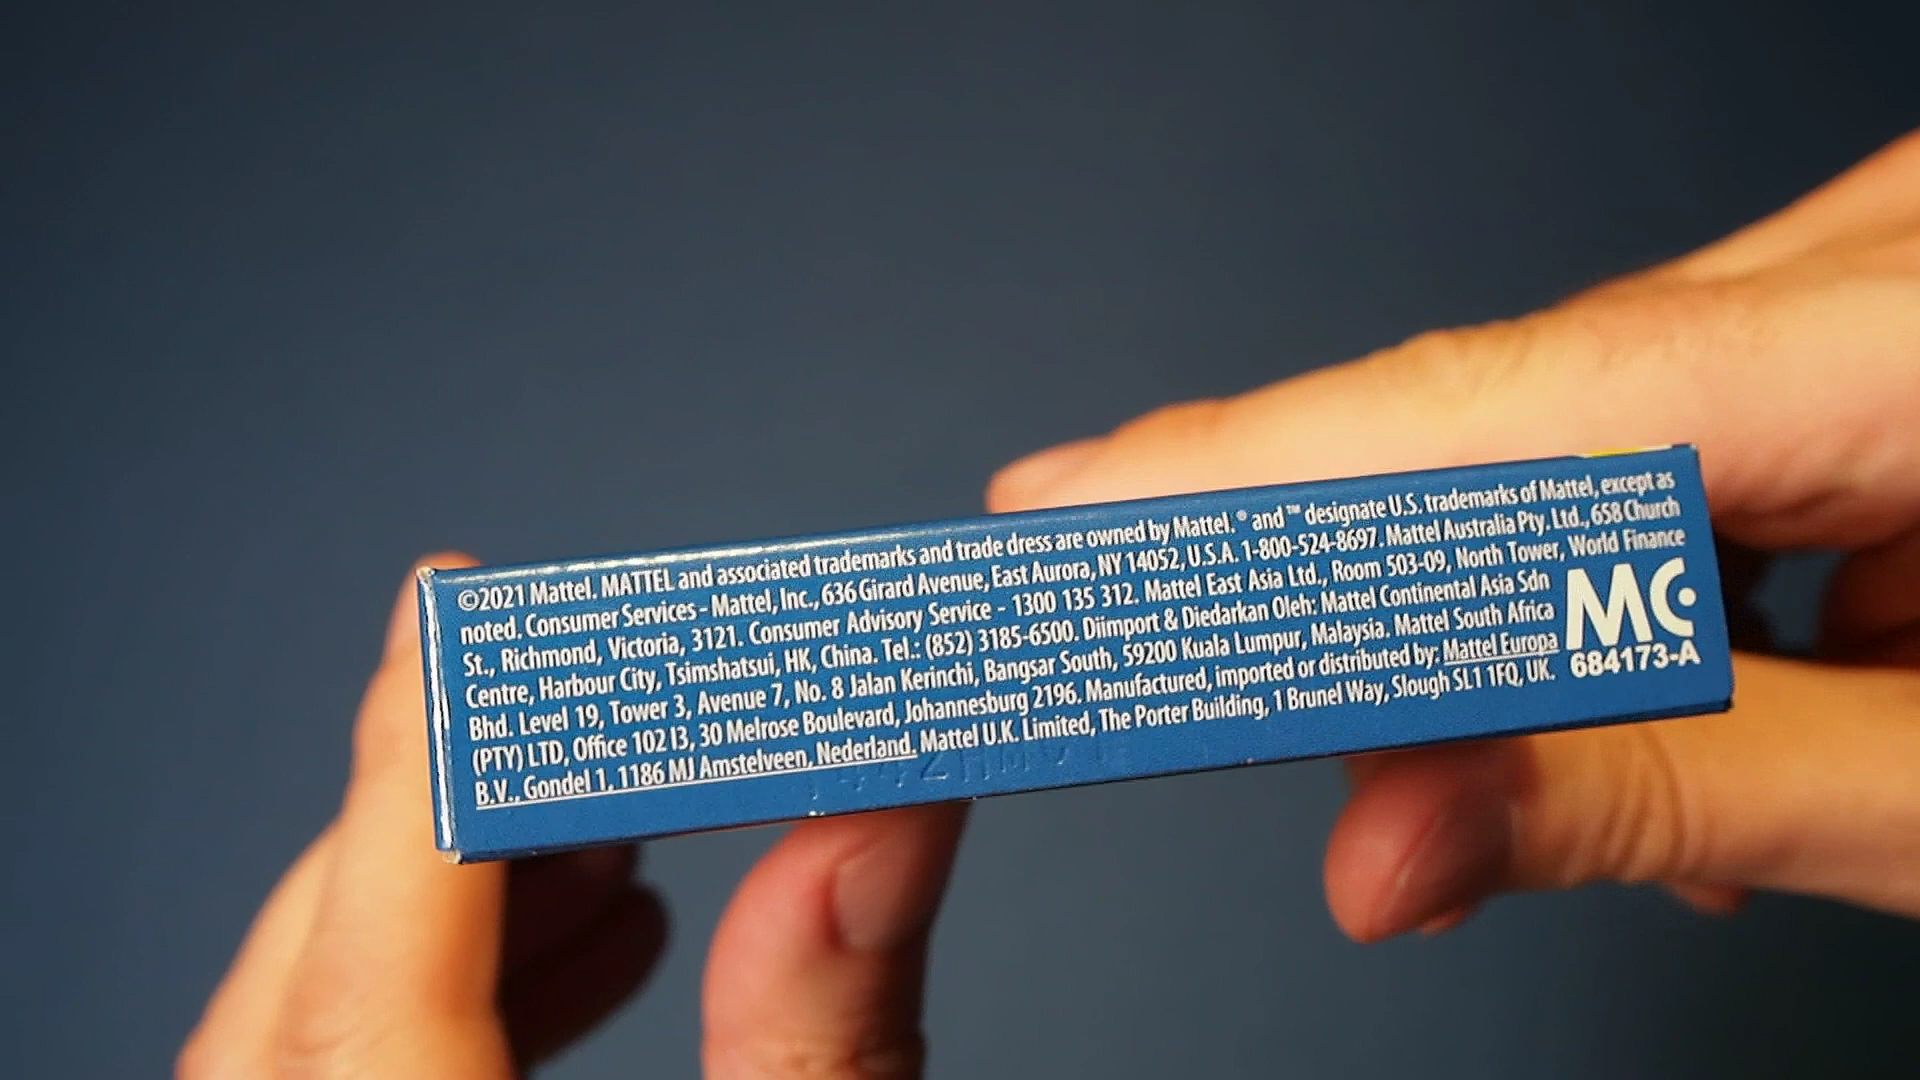 ©2021 Mattel. MATTEL and associated trademarks and trade dress are owned by Mattel.® and ™ designate U.S. trademarks of Mattel, except as
noted. Consumer Services - Mattel, Inc., 636 Girard Avenue, East Aurora, NY 14052, U.S.A. 1-800-524-8697. Mattel Australia Pty. Ltd., 658 Church
St., Richmond, Victoria, 3121. Consumer Advisory Service - 1300 135 312. Mattel East Asia Ltd., Room 503-09, North Tower, World Finance
Centre, Harbour City, Tsimshatsui, HK, China. Tel.: (852) 3185-6500. Diimport & Diedarkan Oleh: Mattel Continental Asia Sdn
Bhd. Level 19, Tower 3, Avenue 7, No. 8 Jalan Kerinchi, Bangsar South, 59200 Kuala Lumpur, Malaysia. Mattel South Africa
(PTY) LTD, Office 102 I3, 30 Melrose Boulevard, Johannesburg 2196. Manufactured, imported or distributed by: Mattel Europa
B.V., Gondel 1, 1186 MJ Amstelveen, Nederland. Mattel U.K. Limited, The Porter Building, 1 Brunel Way, Slough SL1 1FQ, UK.
MC
684173-A